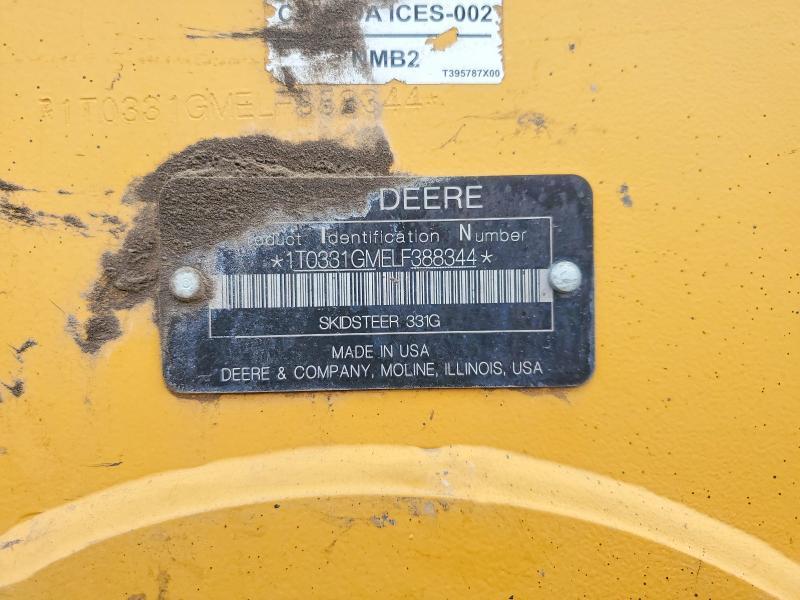 ICES-002
NMB2
T395787X00
*1T0331GMELF388344*
DEERE
Product Identification Number
*1T0331GMELF388344*
SKIDSTEER 331G
MADE IN USA
DEERE & COMPANY, MOLINE, ILLINOIS, USA